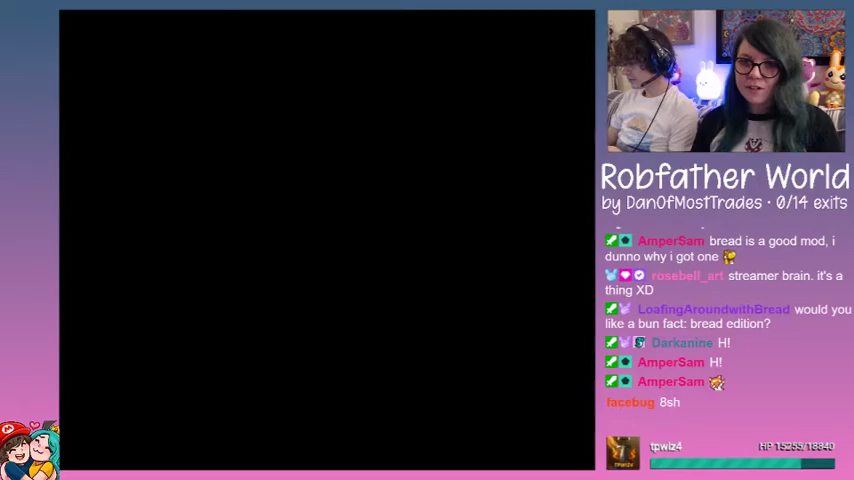 Robfather World
by DanOfMostTrades • 0/14 exits
AmperSam bread is a good mod, i
dunno why i got one
rosebell_art streamer brain. it's a
thing XD
LoafingAroundwithBread would you
like a bun fact: bread edition?
Darkanine H!
AmperSam H!
AmperSam
facebug 8sh
tpwiz4
HP 15255/18840
TPWIZ4